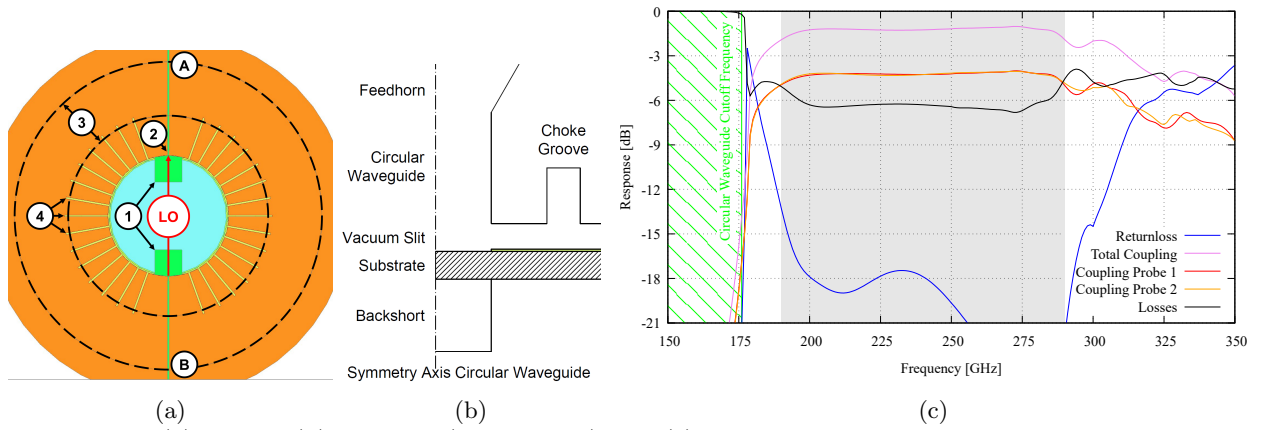 A
3
2
4
1
LO
B
(a)
Feedhorn
Choke
Groove
Circular
Waveguide
Vacuum Slit
Substrate
Backshort
Symmetry Axis Circular Waveguide
(b)
0
-3
-6
-9
-12
-15
-18
-21
Response [dB]
Circular Waveguide Cutoff Frequency
Returnloss
Total Coupling
Coupling Probe 1
Coupling Probe 2
Losses
150 175 200 225 250 275 300 325 350
Frequency [GHz]
(c)